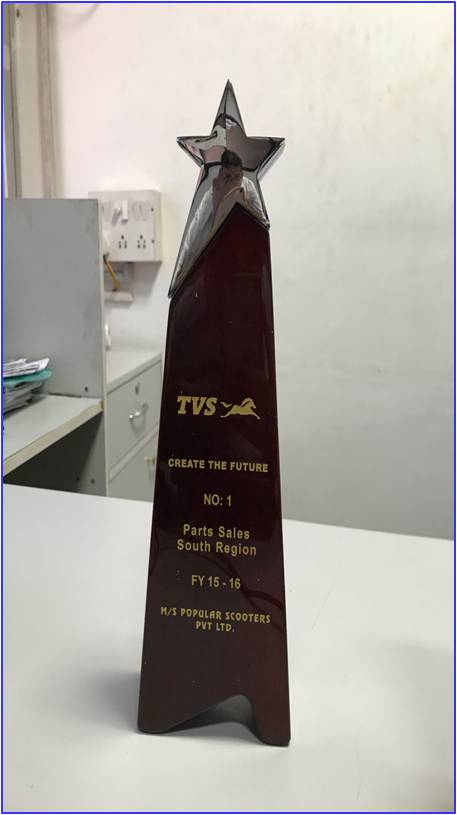 TVS
CREATE THE FUTURE
NO: 1
Parts Sales
South Region
FY 15 - 16
M/S POPULAR SCOOTERS
PVT LTD.